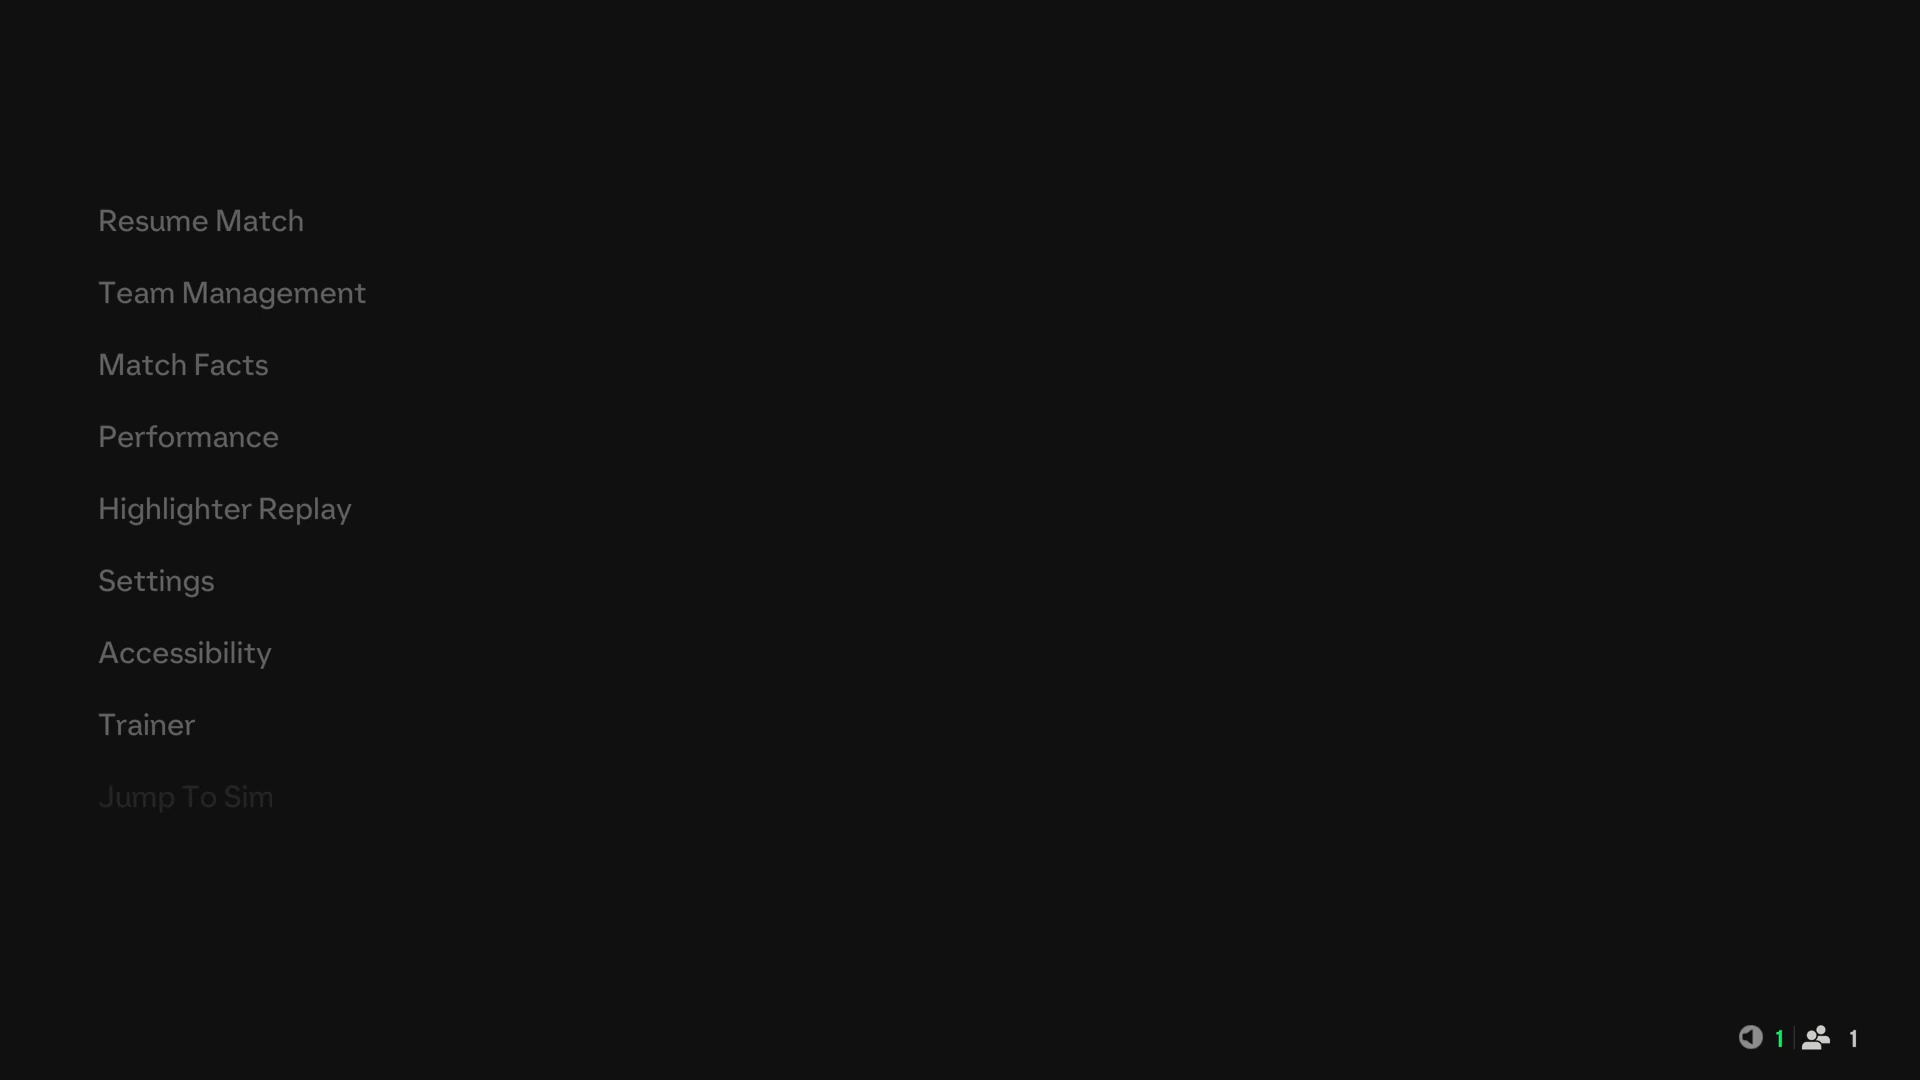 Resume Match
Team Management
Match Facts
Performance
Highlighter Replay
Settings
Accessibility
Trainer
Jump To Sim
1 1